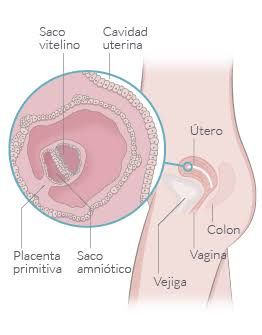 Saco
vitelino
Cavidad
uterina
Útero
Colon
Placenta
primitiva
Saco
amniótico
Vagina
Vejiga